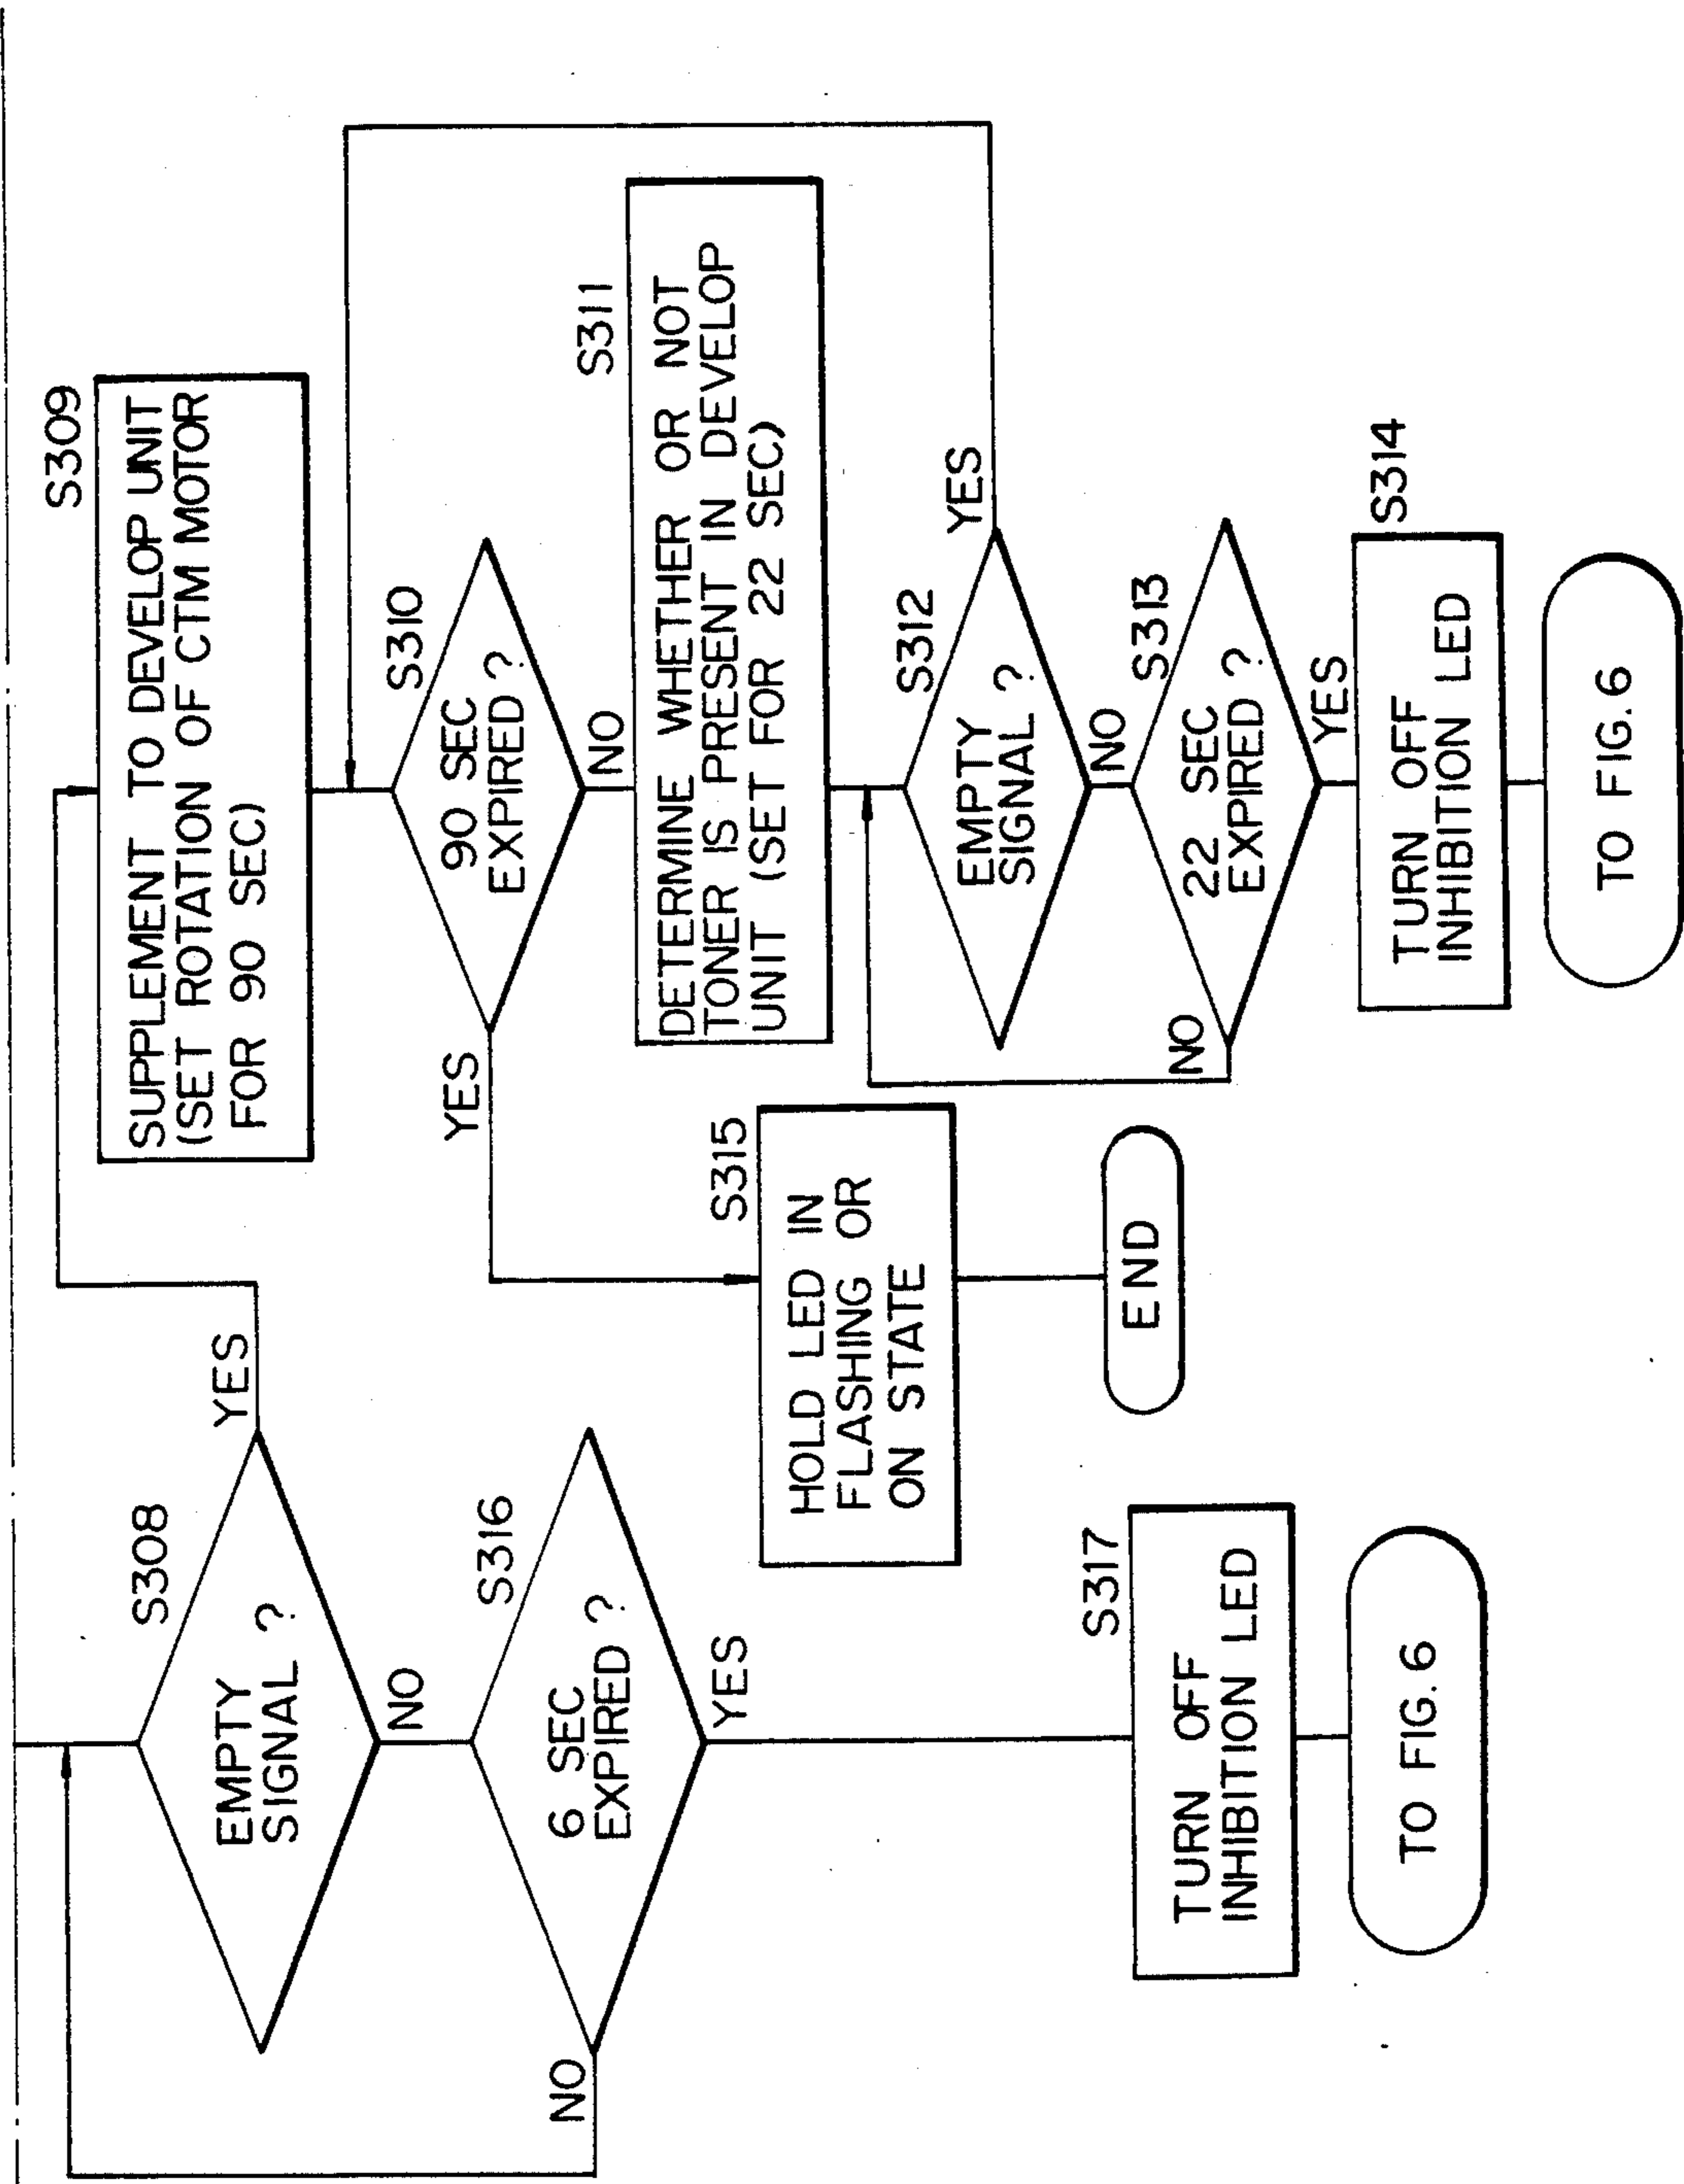 S308
EMPTY
SIGNAL ?
YES
NO
S316
6 SEC
EXPIRED ?
NO
YES
S317
TURN OFF
INHIBITION LED
TO FIG. 6
S309
SUPPLEMENT TO DEVELOP UNIT
(SET ROTATION OF CTM MOTOR
FOR 90 SEC)
S310
90 SEC
EXPIRED ?
YES
NO
S315
HOLD LED IN
FLASHING OR
ON STATE
END
S311
DETERMINE WHETHER OR NOT
TONER IS PRESENT IN DEVELOP
UNIT (SET FOR 22 SEC)
S312
EMPTY
SIGNAL ?
YES
NO
S313
22 SEC
EXPIRED ?
NO
YES
S314
TURN OFF
INHIBITION LED
TO FIG. 6